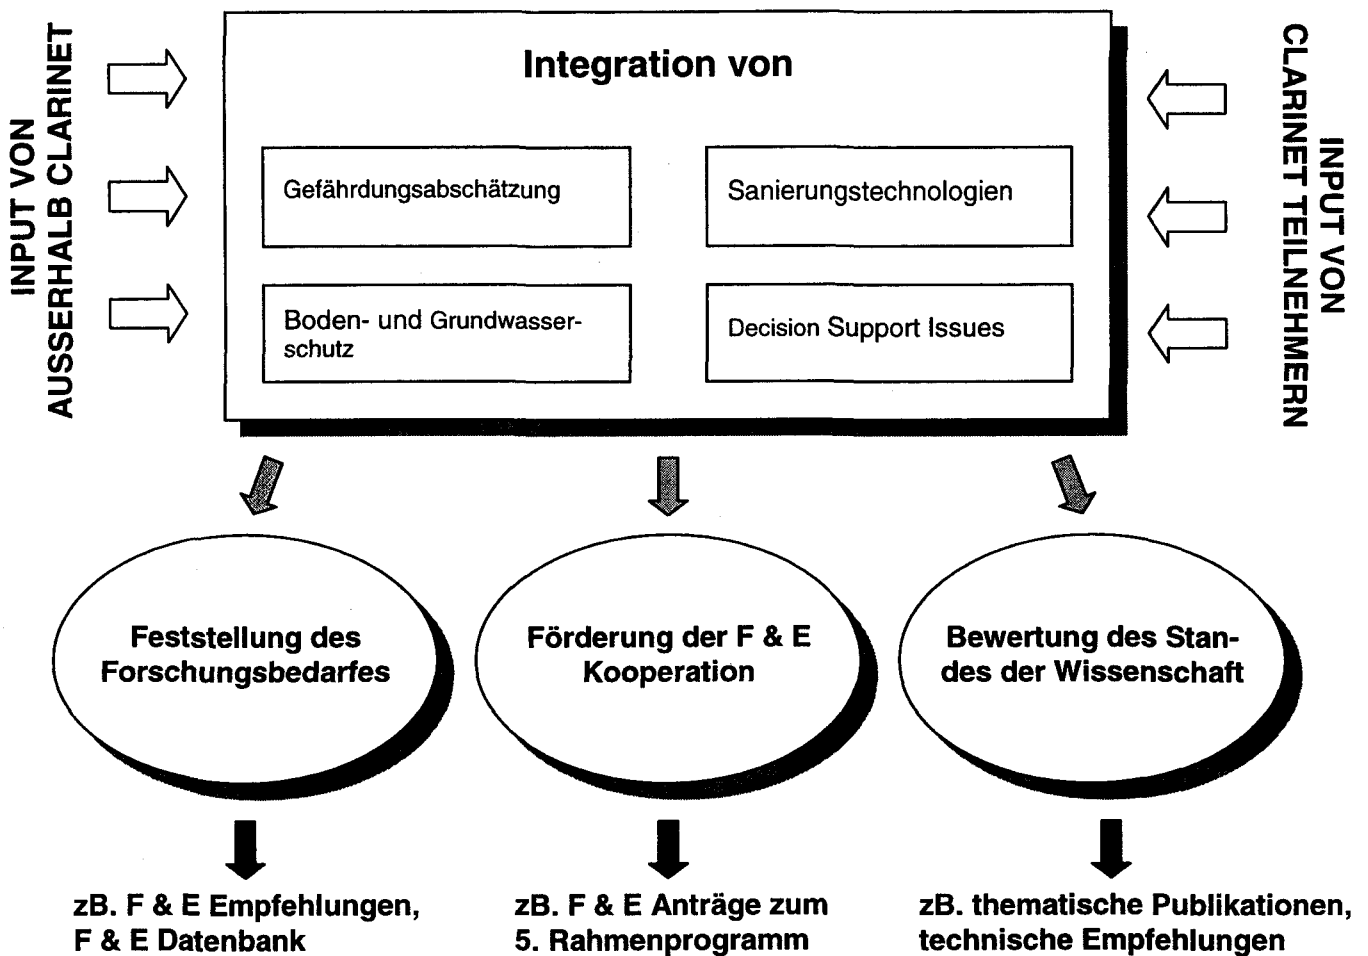 INPUT VON
AUSSERHALB CLARINET
Integration von
Gefährdungsabschätzung
Sanierungstechnologien
Boden- und Grundwasser-
schutz
Decision Support Issues
INPUT VON
CLARINET TEILNEHMERN
Feststellung des
Forschungsbedarfes
Förderung der F & E
Kooperation
Bewertung des Stan-
des der Wissenschaft
zB. F & E Empfehlungen,
F & E Datenbank
zB. F & E Anträge zum
5. Rahmenprogramm
zB. thematische Publikationen,
technische Empfehlungen